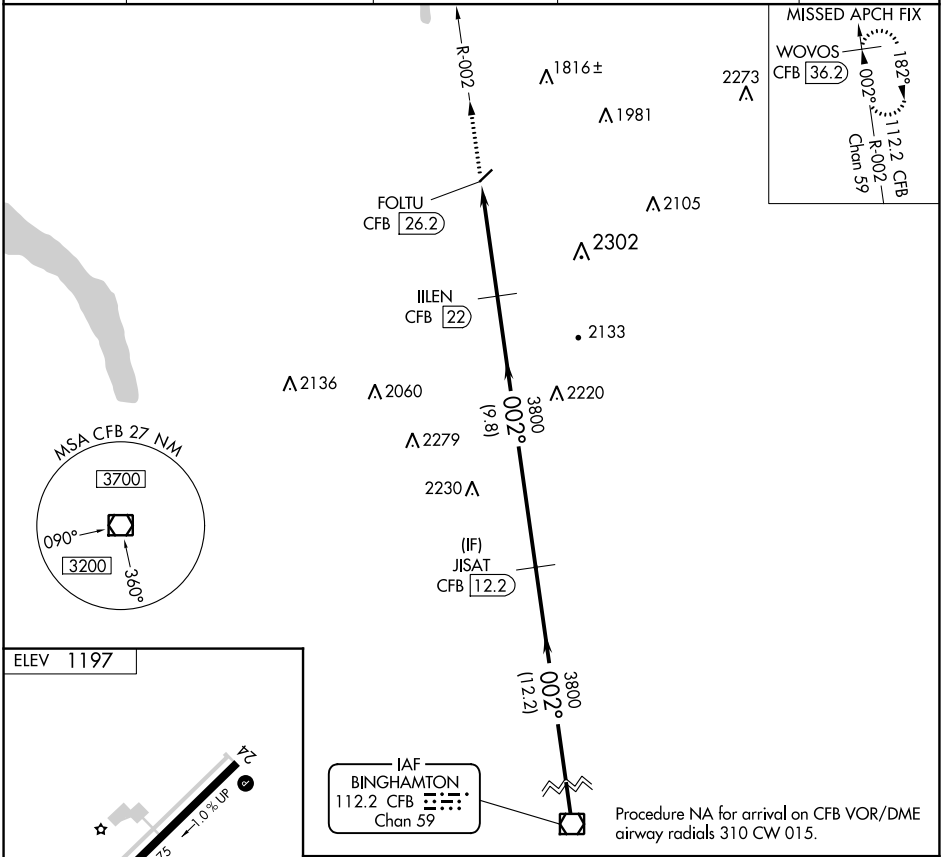 MISSED APCH FIX
WOVOS
CFB 36.2
002°
182°
112.2 CFB
R-002
Chan 59
R-002
1816±
1981
2273
FOLTU
CFB 26.2
2105
2302
IILEN
CFB 22
2133
2136
2060
2220
3800
002°
(9.8)
2279
2230
MSA CFB 27 NM
3700
090°
3200
360°
(IF)
JISAT
CFB 12.2
3800
002°
(12.2)
ELEV 1197
24
P
1.0% UP
75
IAF
BINGHAMTON
112.2 CFB
Chan 59
Procedure NA for arrival on CFB VOR/DME
airway radials 310 CW 015.